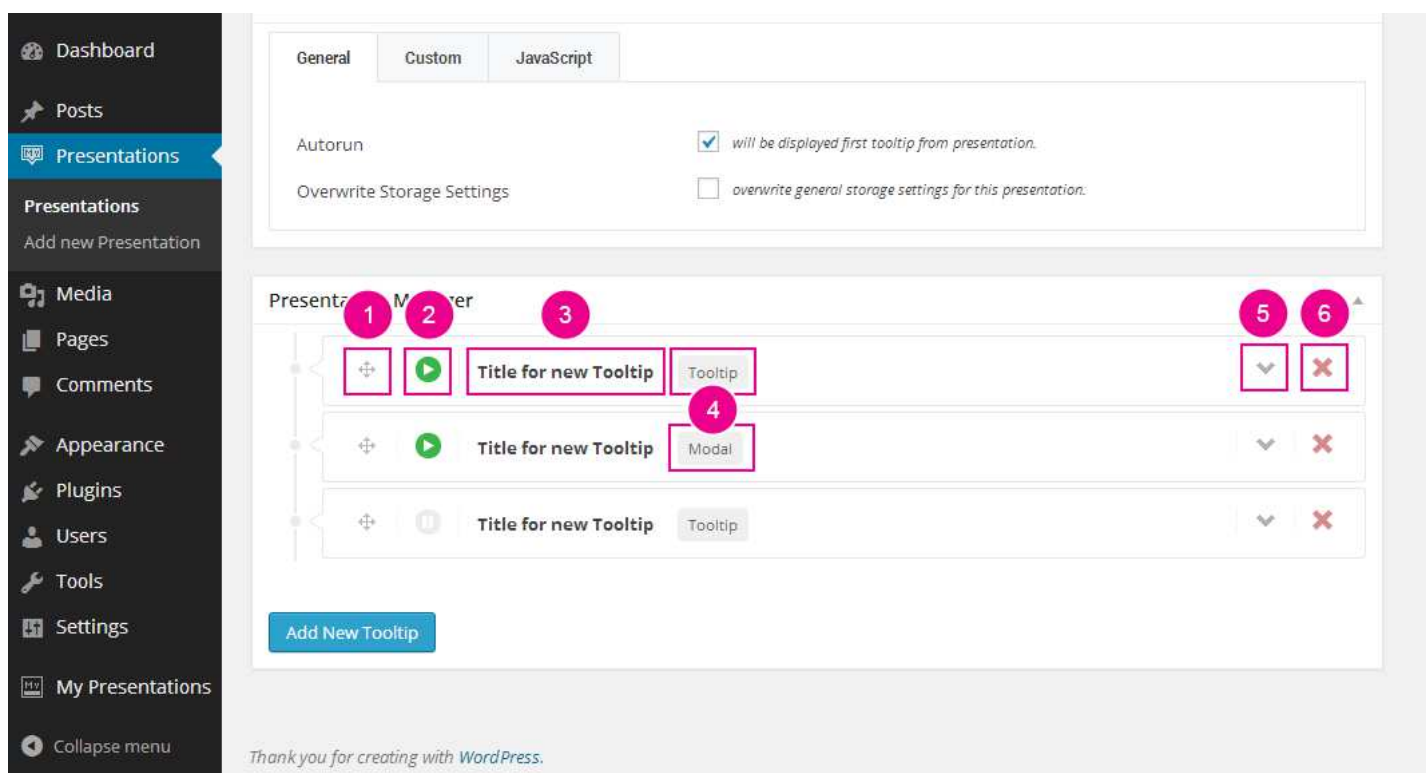 Dashboard
Posts
Presentations
Presentations
Add new Presentation
Media
Pages
Comments
Appearance
Plugins
Users
Tools
Settings
My Presentations
Collapse menu
General Custom JavaScript
Autorun will be displayed first tooltip from presentation.
Overwrite Storage Settings overwrite general storage settings for this presentation.
1 2 3 5 6
Title for new Tooltip Tooltip
4
Title for new Tooltip Modal
Title for new Tooltip Tooltip
Add New Tooltip
Thank you for creating with WordPress.